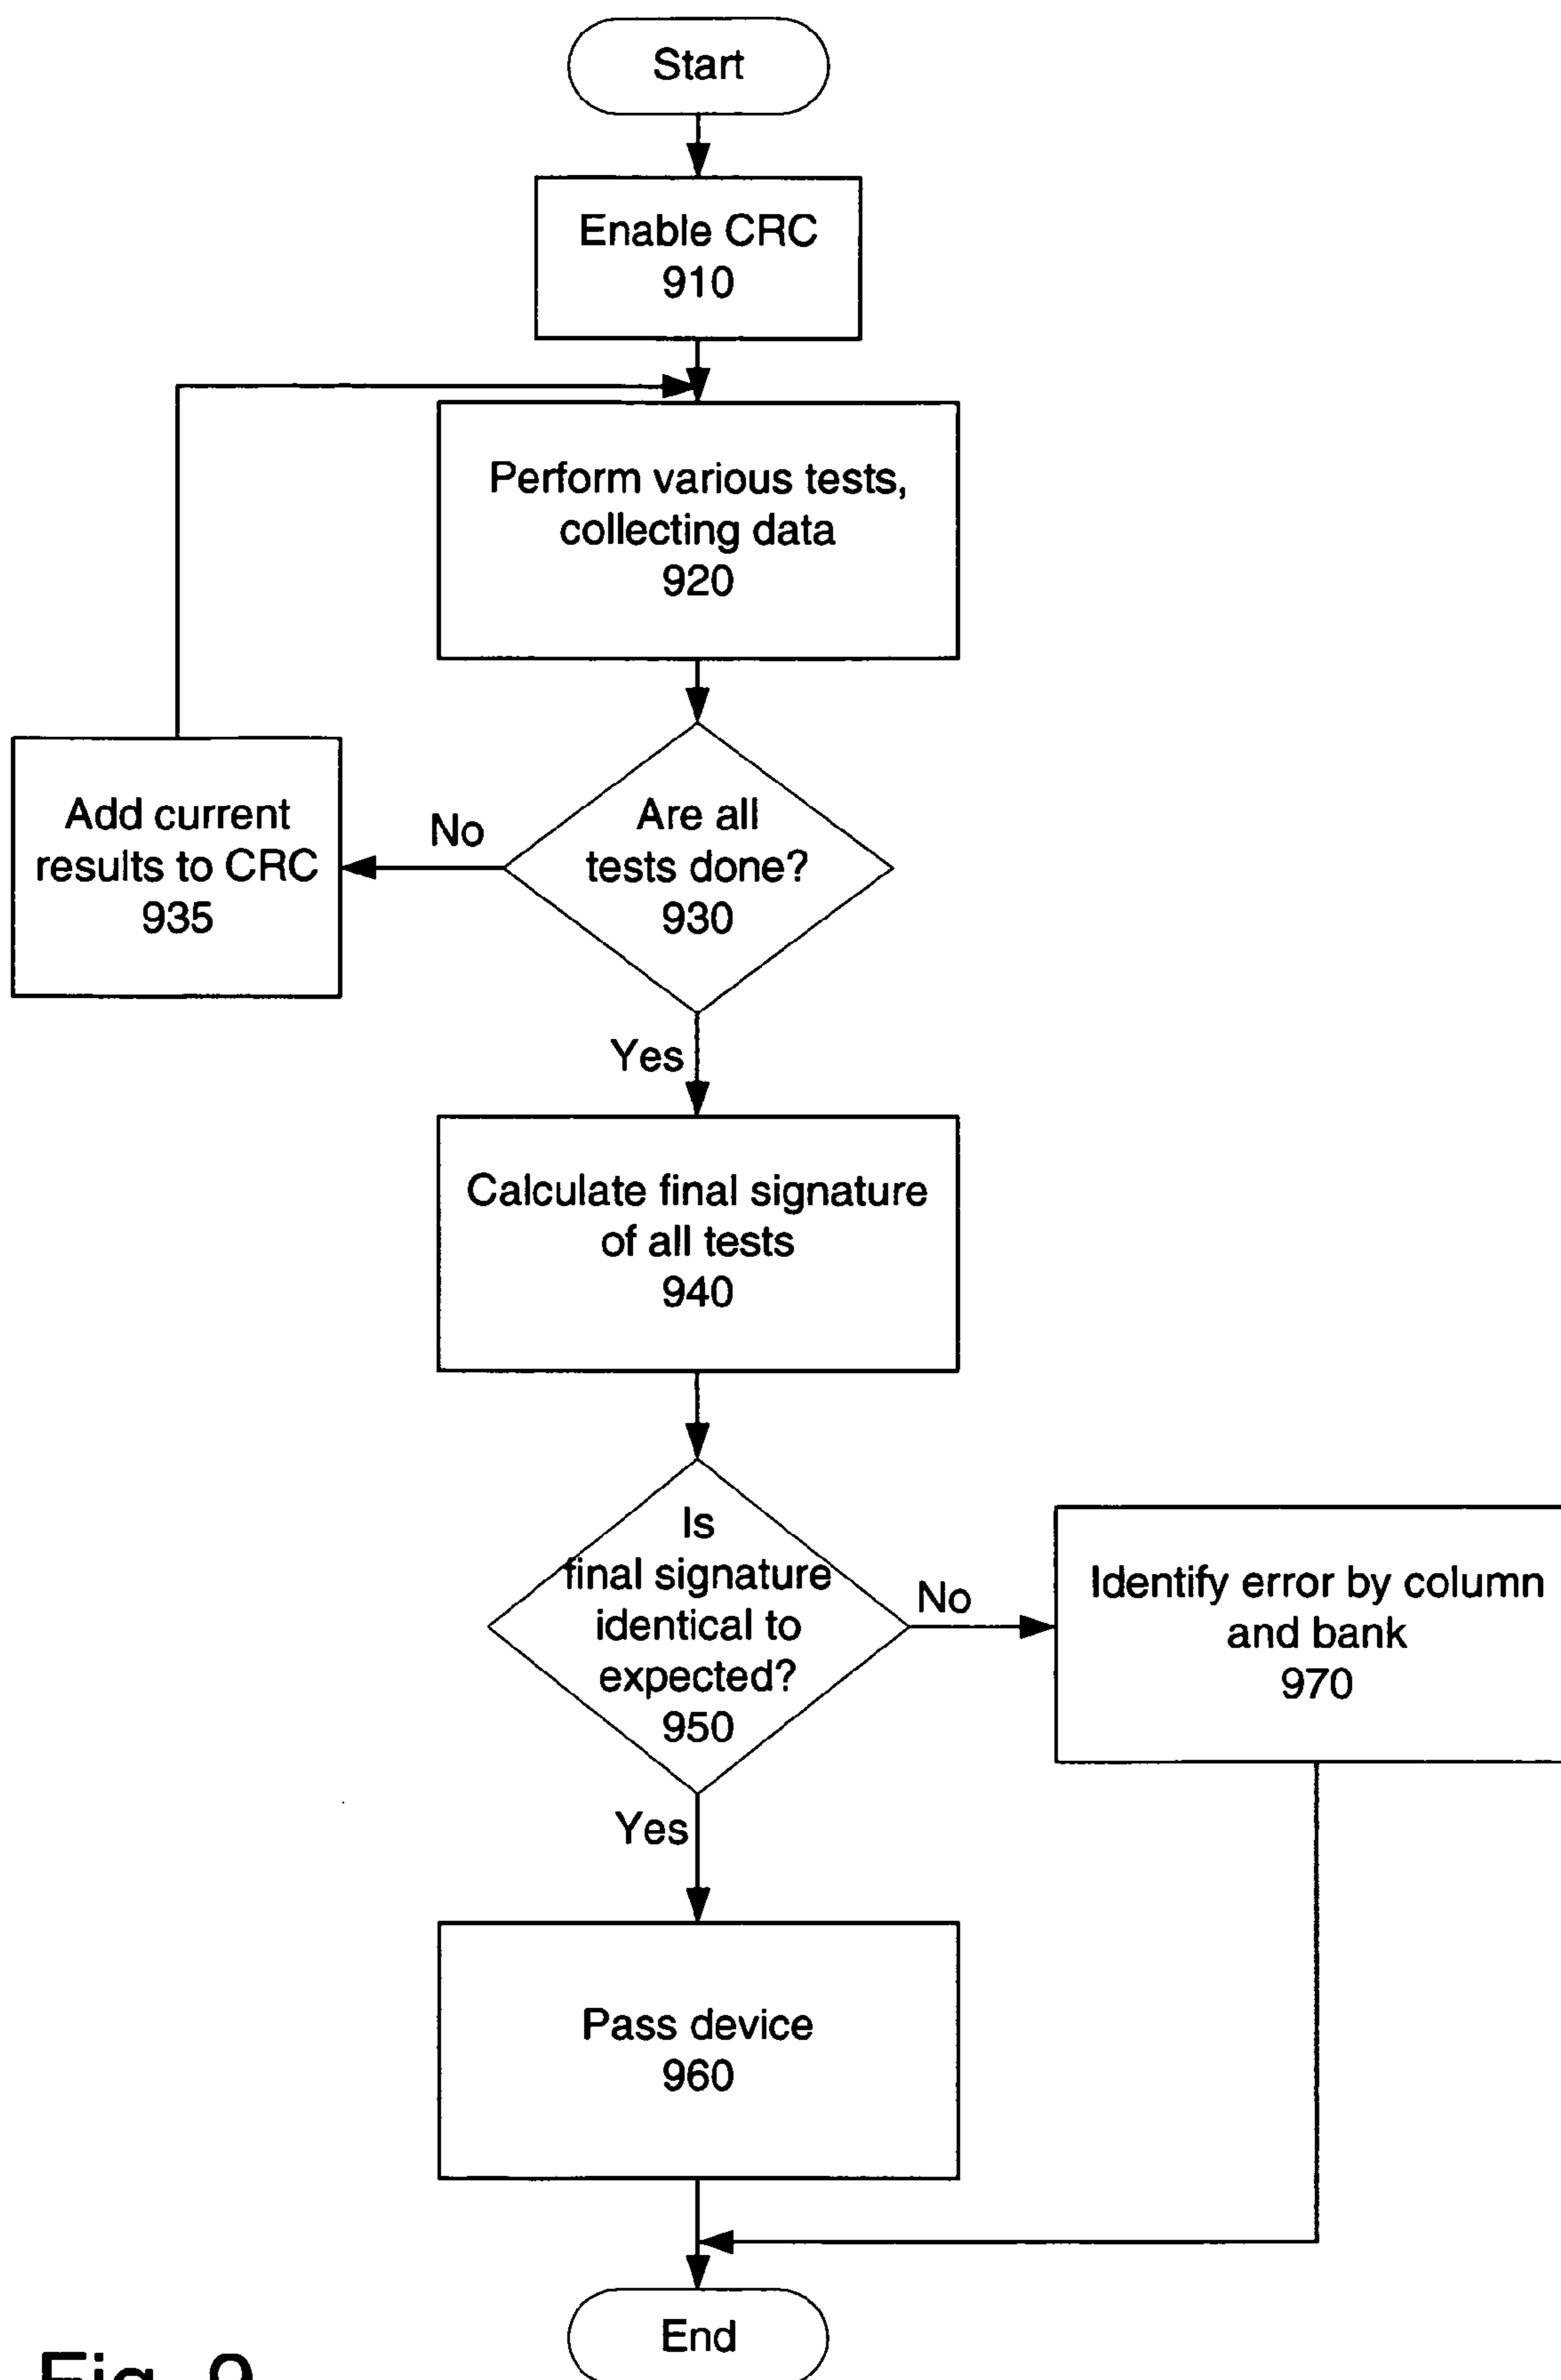 Start
Enable CRC
910
Perform various tests,
collecting data
920
Add current
results to CRC
935
No
Are all
tests done?
930
Yes
Calculate final signature
of all tests
940
Is
final signature
identical to
expected?
950
No
Identify error by column
and bank
970
Yes
Pass device
960
End
Fig. 9